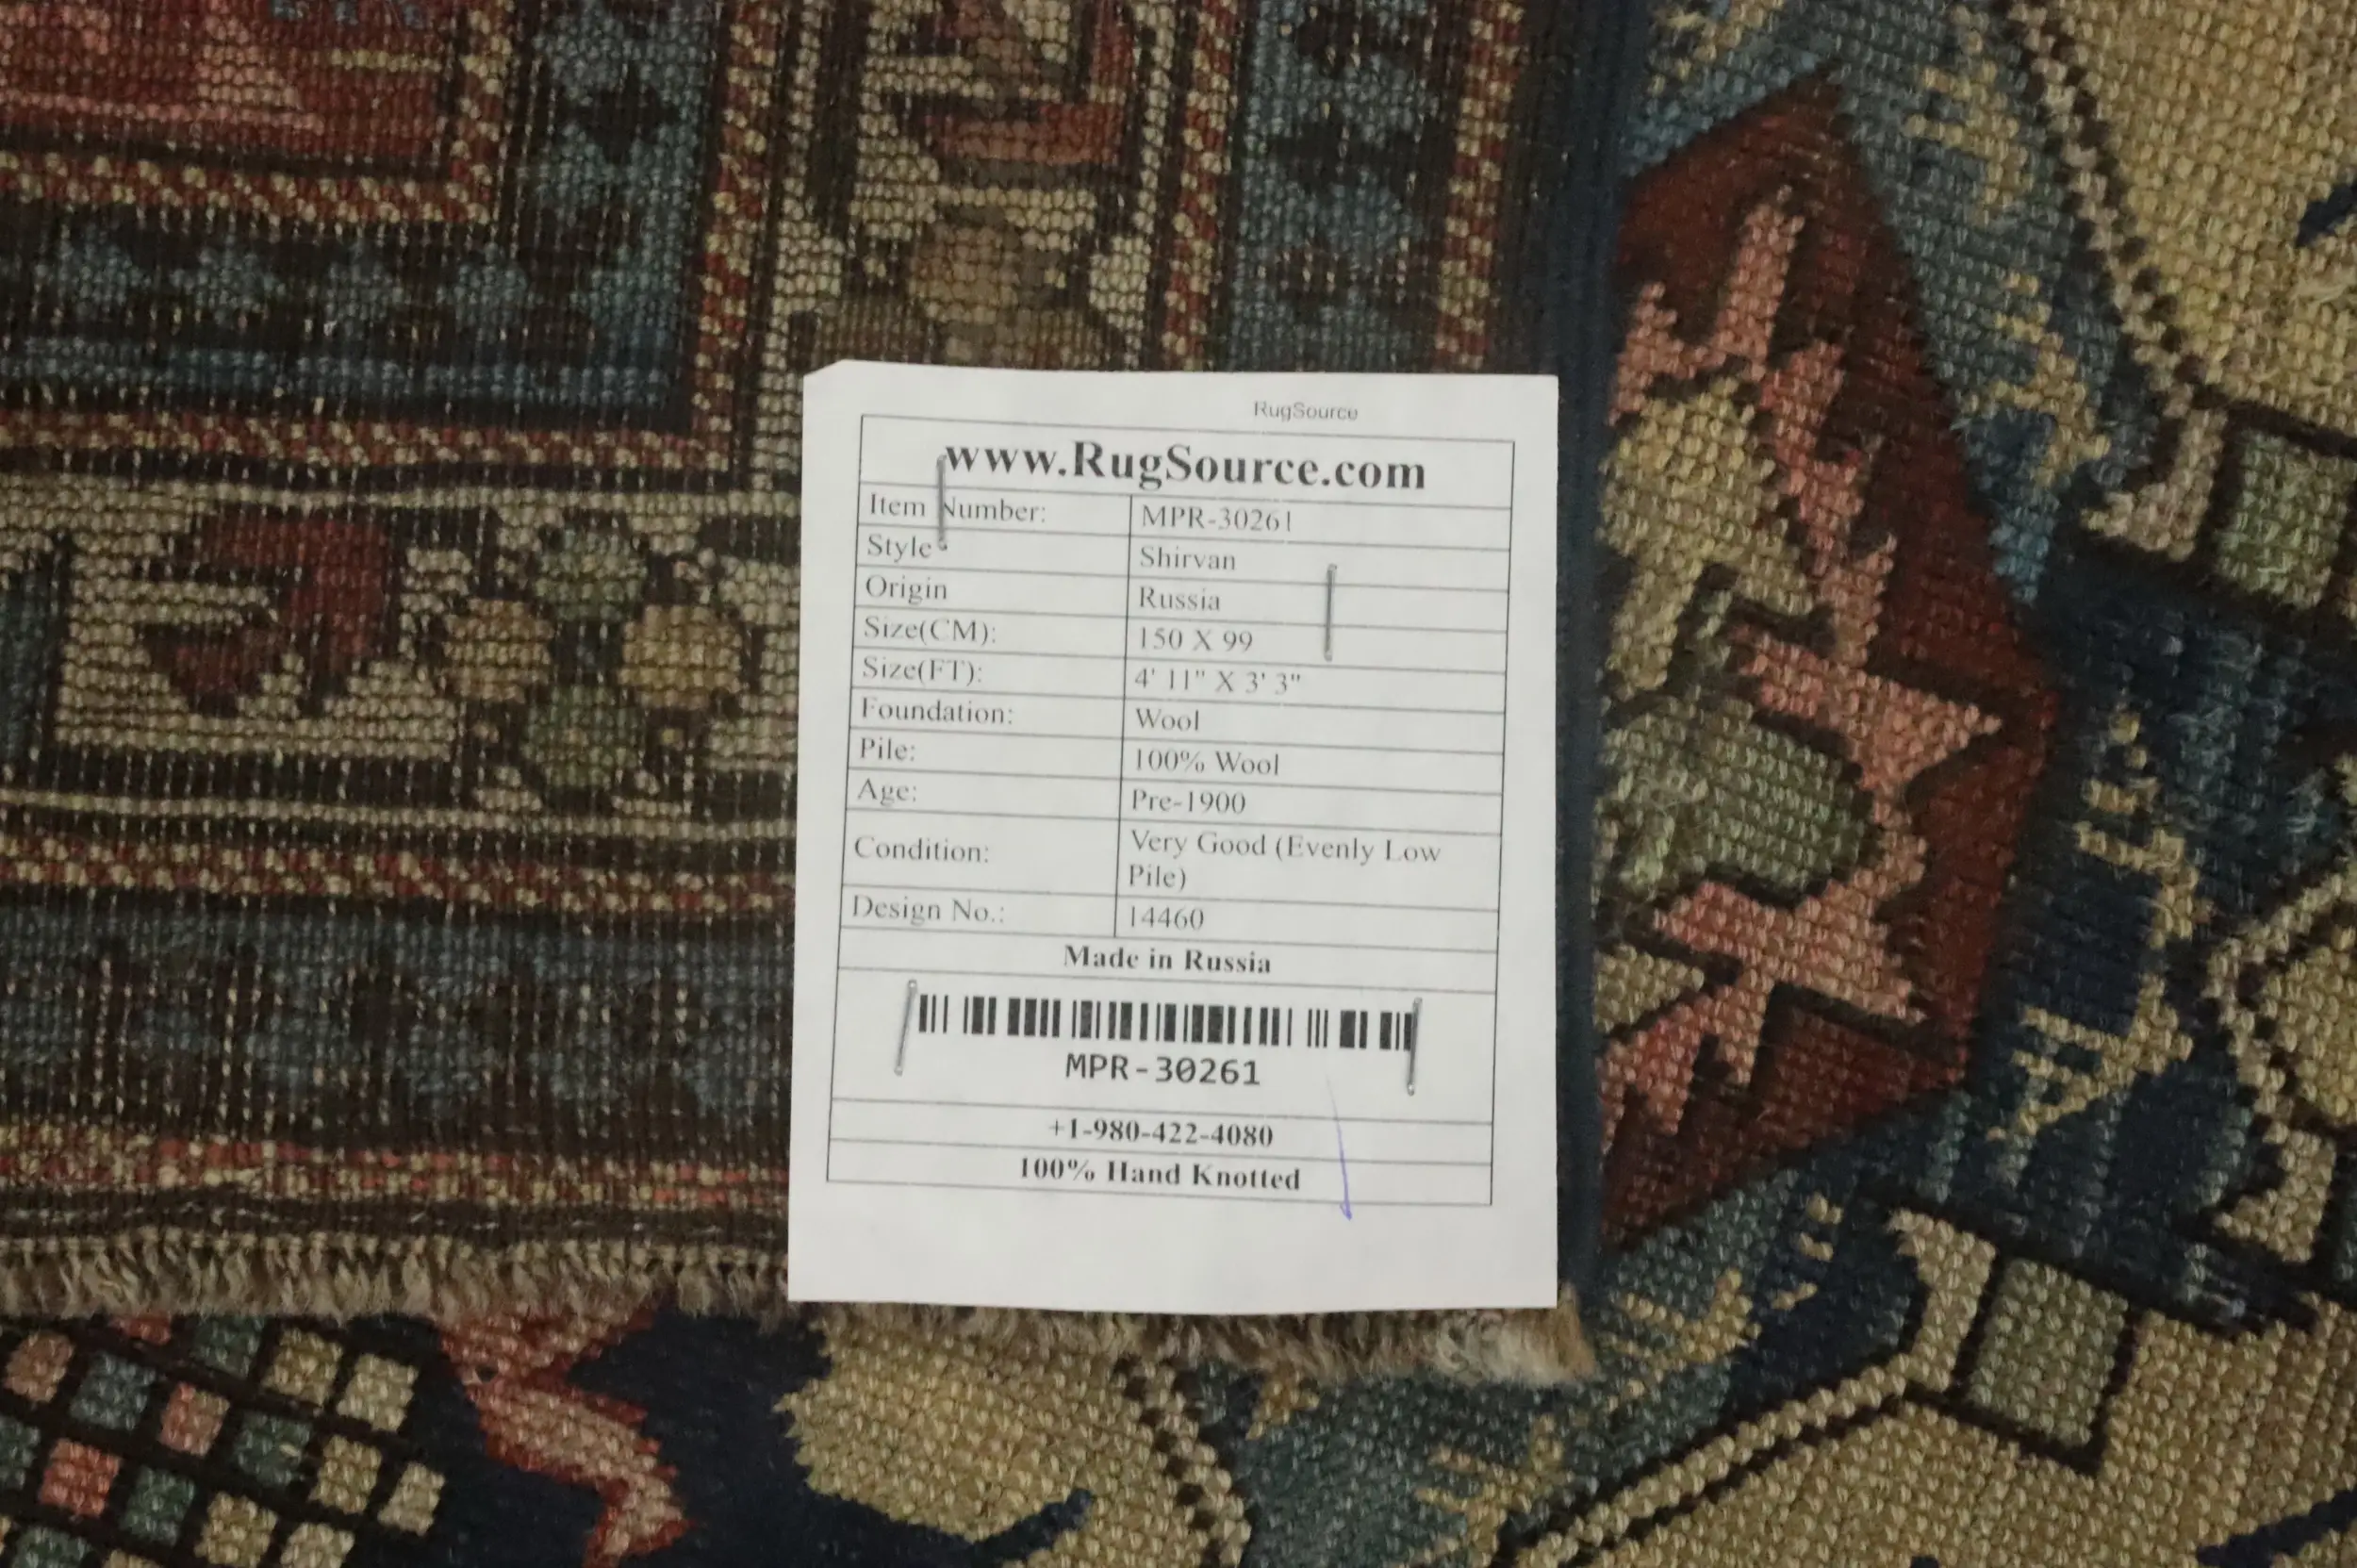 RugSource
www.RugSource.com
Item Number: MPR-30261
Style Shirvan
Origin Russia
Size(CM): 150 X 99
Size(FT): 4' 11" X 3' 3"
Foundation: Wool
Pile: 100% Wool
Age: Pre-1900
Condition: Very Good (Evenly Low
Pile)
Design No.: 14460
Made in Russia
MPR-30261
+1-980-422-4080
100% Hand Knotted